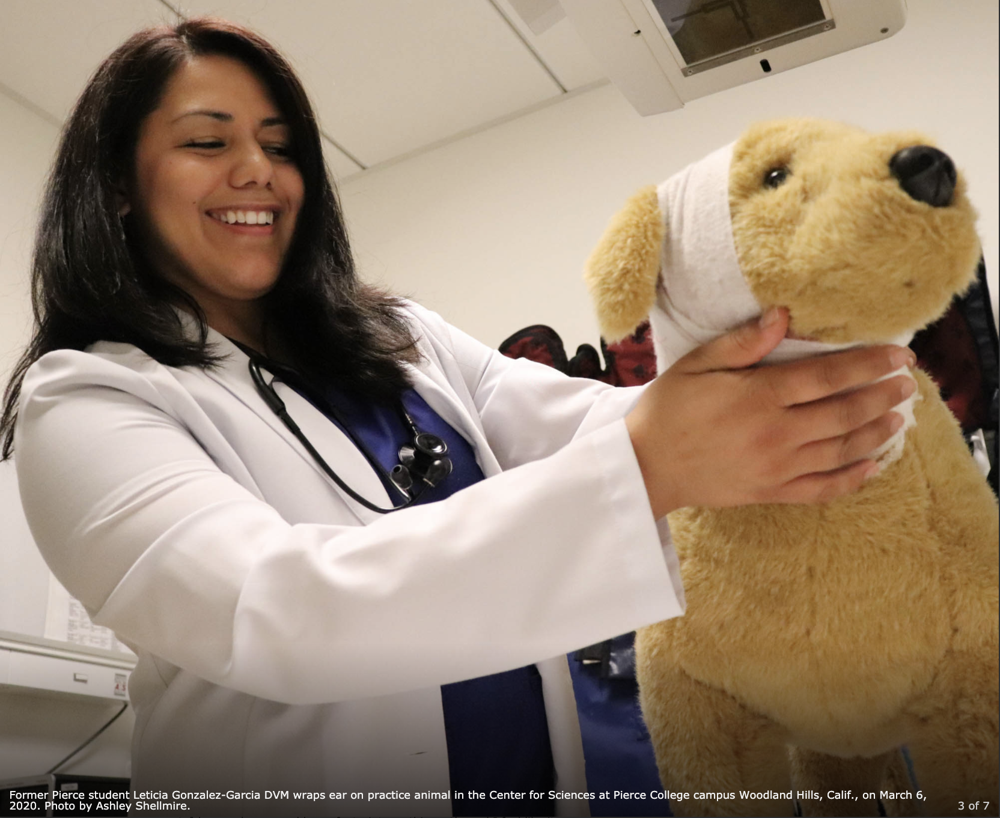 Former Pierce student Leticia Gonzalez-Garcia DVM wraps ear on practice animal in the Center for Sciences at Pierce College campus Woodland Hills, Calif., on March 6,
2020. Photo by Ashley Shellmire.
3 of 7